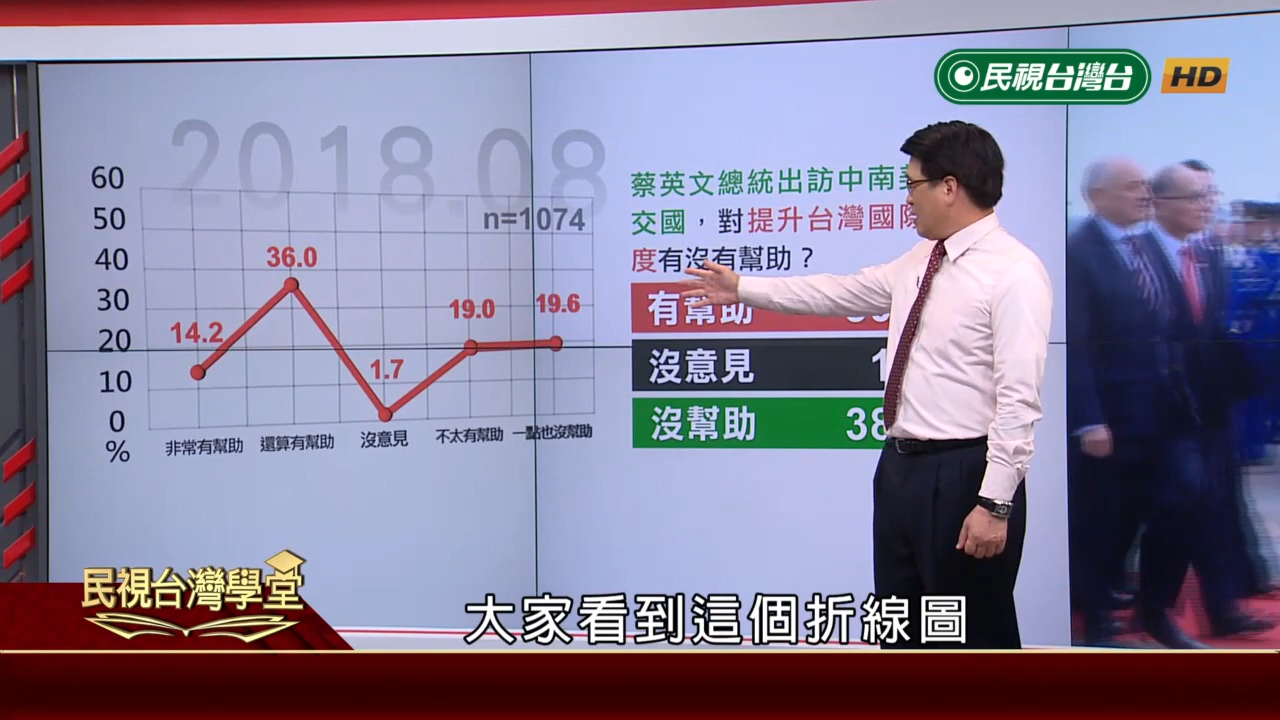 民視台灣台 HD
2018.08
n=1074
60
50
40
30
20
10
0
%
14.2
36.0
1.7
19.0
19.6
非常有幫助
還算有幫助
沒意見
不太有幫助
一點也沒幫助
蔡英文總統出訪中南
交國，對提升台灣國
度有沒有幫助？
有幫助
沒意見 1
沒幫助 38
民視台灣學堂
大家看到這個折線圖